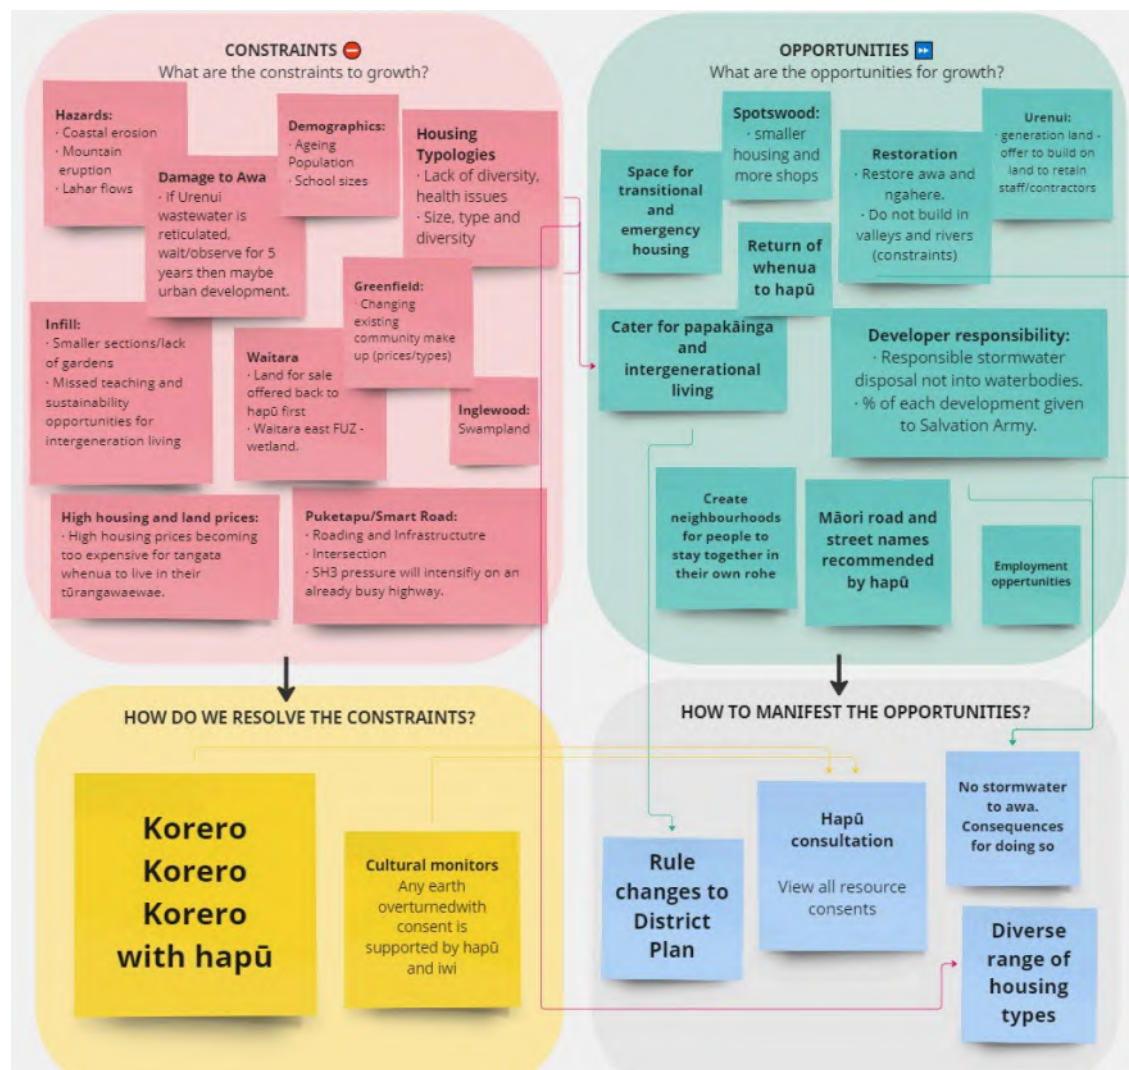 CONSTRAINTS ⛔
What are the constraints to growth?
Hazards:
· Coastal erosion
· Mountain
eruption
· Lahar flows
Damage to Awa
· If Urenui
wastewater is
reticulated,
wait/observe for 5
years then maybe
urban development.
Demographics:
· Ageing
Population
· School sizes
Housing
Typologies
· Lack of diversity,
health issues
· Size, type and
diversity
Infill:
· Smaller sections/lack
of gardens
· Missed teaching and
sustainability
opportunities for
intergeneration living
Waitara
· Land for sale
offered back to
hapū first
· Waitara east FUZ -
wetland.
Greenfield:
· Changing
existing
community make
up (prices/types)
Inglewood:
Swampland
High housing and land prices:
· High housing prices becoming
too expensive for tangata
whenua to live in their
tūrangawaewae.
Puketapu/Smart Road:
· Roading and Infrastructutre
· Intersection
· SH3 pressure will intensifiy on an
already busy highway.
OPPORTUNITIES ⏩
What are the opportunities for growth?
Space for
transitional
and
emergency
housing
Spotswood:
· smaller
housing and
more shops
Restoration
· Restore awa and
ngahere.
· Do not build in
valleys and rivers
(constraints)
Urenui:
· generation land -
offer to build on
land to retain
staff/contractors
Return of
whenua
to hapū
Cater for papakāinga
and
intergenerational
living
Developer responsibility:
· Responsible stormwater
disposal not into waterbodies.
· % of each development given
to Salvation Army.
Create
neighbourhoods
for people to
stay together in
their own rohe
Māori road and
street names
recommended
by hapū
Employment
oppertunities
HOW DO WE RESOLVE THE CONSTRAINTS?
Korero
Korero
Korero
with hapū
Cultural monitors
Any earth
overturnedwith
consent is
supported by hapū
and iwi
HOW TO MANIFEST THE OPPORTUNITIES?
Rule
changes to
District
Plan
Hapū
consultation
View all resource
consents
No stormwater
to awa.
Consequences
for doing so
Diverse
range of
housing
types